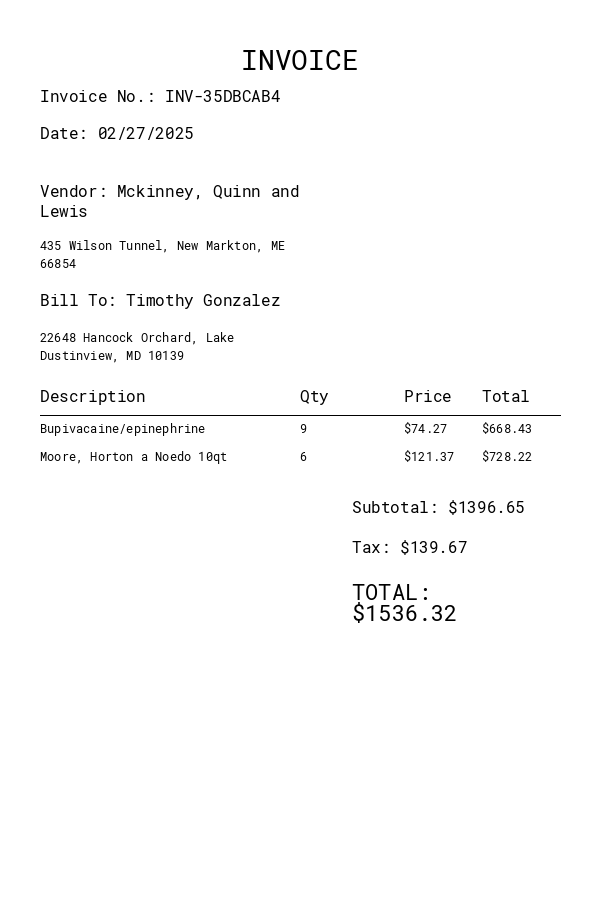 INVOICE
Invoice No.: INV-35DBCAB4
Date: 02/27/2025
Vendor: Mckinney, Quinn and
Lewis
435 Wilson Tunnel, New Markton, ME
66854
Bill To: Timothy Gonzalez
22648 Hancock Orchard, Lake
Dustinview, MD 10139
Description Qty Price Total
Bupivacaine/epinephrine 9 $74.27 $668.43
Moore, Horton a Noedo 10qt 6 $121.37 $728.22
Subtotal: $1396.65
Tax: $139.67
TOTAL:
$1536.32